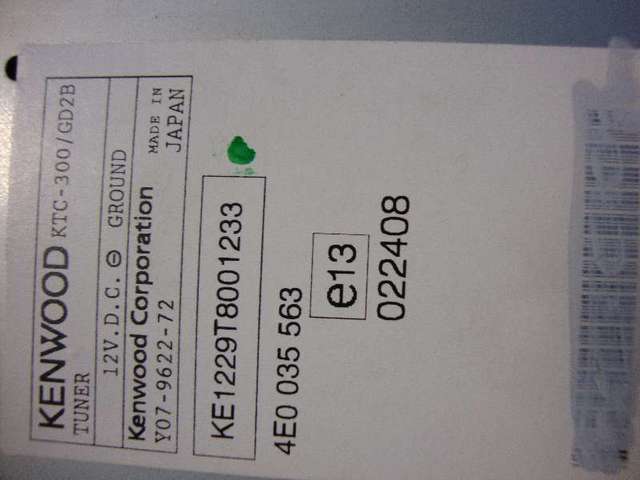 KENWOOD KTC-300/GD2B
TUNER
12V.D.C. ⊖ GROUND
Kenwood Corporation MADE IN
Y07-9622-72 JAPAN
KE1229T8001233
4E0 035 563
e13
022408